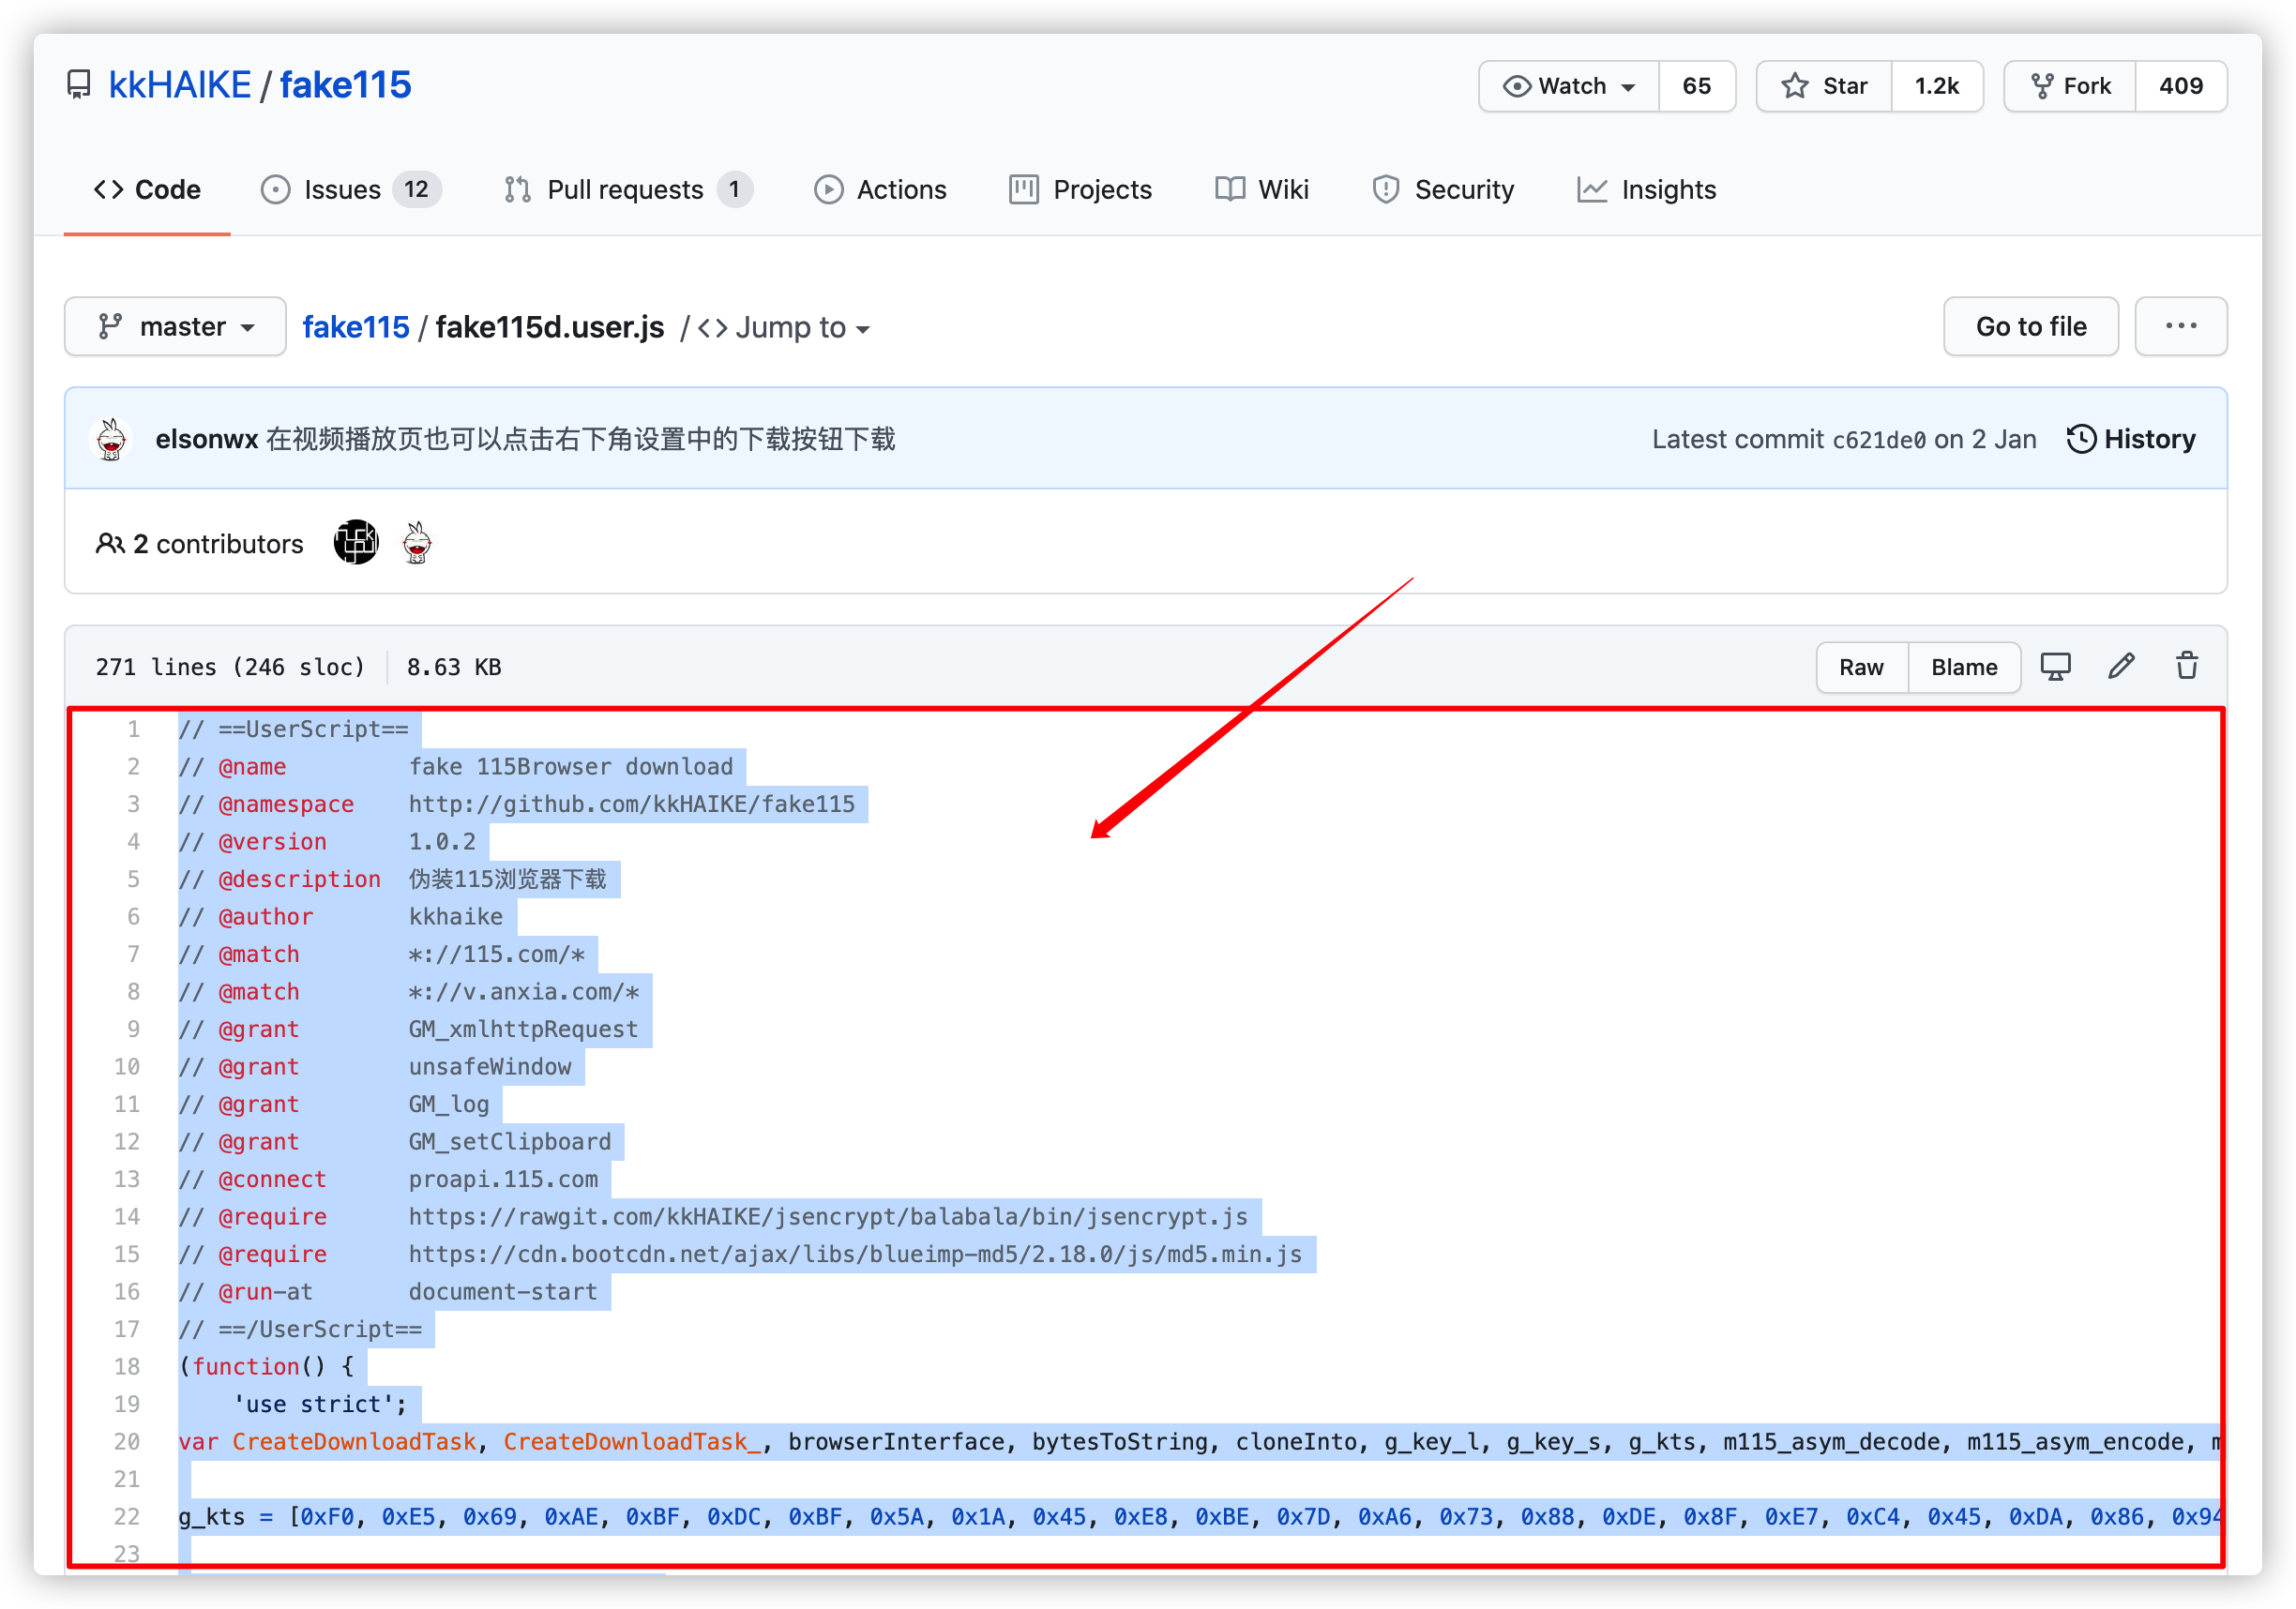 kkHAIKE / fake115
Watch 65 Star 1.2k Fork 409
Code Issues 12 Pull requests 1 Actions Projects Wiki Security Insights
master fake115 / fake115d.user.js / Jump to Go to file ...
elsonwx 在视频播放页也可以点击右下角设置中的下载按钮下载 Latest commit c621de0 on 2 Jan History
2 contributors
271 lines (246 sloc) 8.63 KB Raw Blame
1 // ==UserScript==
2 // @name fake 115Browser download
3 // @namespace http://github.com/kkHAIKE/fake115
4 // @version 1.0.2
5 // @description 伪装115浏览器下载
6 // @author kkhaike
7 // @match *://115.com/*
8 // @match *://v.anxia.com/*
9 // @grant GM_xmlhttpRequest
10 // @grant unsafeWindow
11 // @grant GM_log
12 // @grant GM_setClipboard
13 // @connect proapi.115.com
14 // @require https://rawgit.com/kkHAIKE/jsencrypt/balabala/bin/jsencrypt.js
15 // @require https://cdn.bootcdn.net/ajax/libs/blueimp-md5/2.18.0/js/md5.min.js
16 // @run-at document-start
17 // ==/UserScript==
18 (function() {
19 'use strict';
20 var CreateDownloadTask, CreateDownloadTask_, browserInterface, bytesToString, cloneInto, g_key_l, g_key_s, g_kts, m115_asym_decode, m115_asym_encode, m
21
22 g_kts = [0xF0, 0xE5, 0x69, 0xAE, 0xBF, 0xDC, 0xBF, 0x5A, 0x1A, 0x45, 0xE8, 0xBE, 0x7D, 0xA6, 0x73, 0x88, 0xDE, 0x8F, 0xE7, 0xC4, 0x45, 0xDA, 0x86, 0x94
23